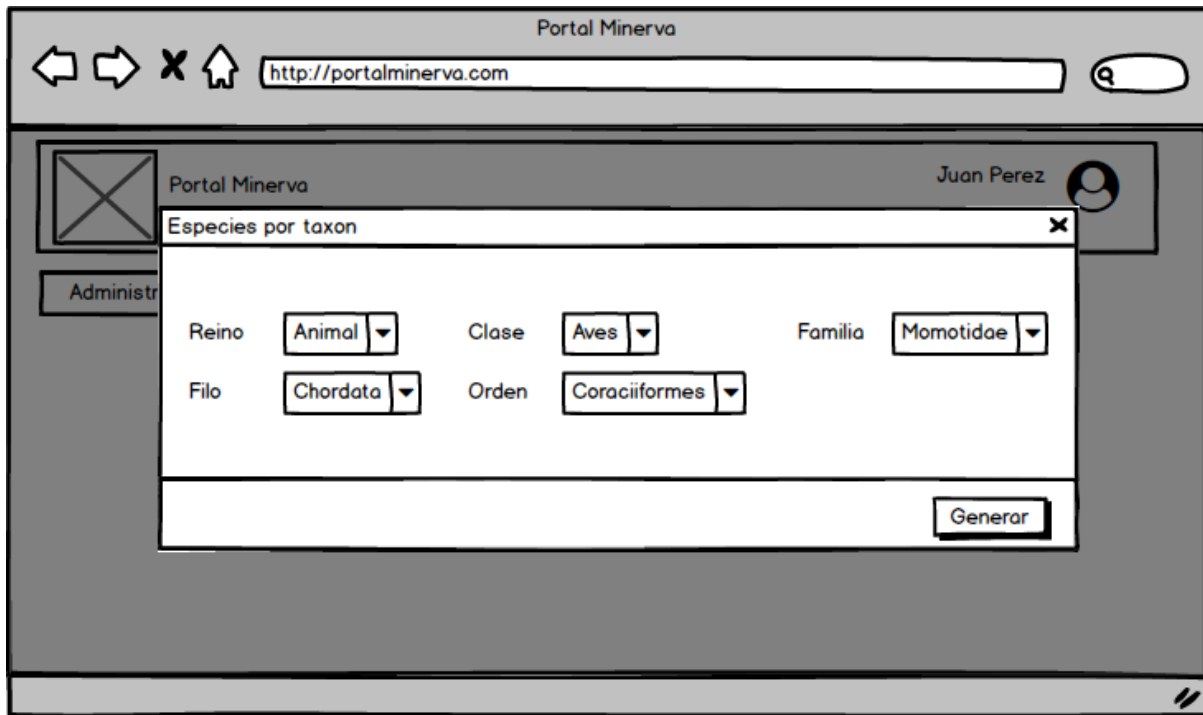 Portal Minerva
http://portalminerva.com
Portal Minerva
Juan Perez
Especies por taxon
Administr
Reino Animal Clase Aves Familia Momotidae
Filo Chordata Orden Coraciiformes
Generar